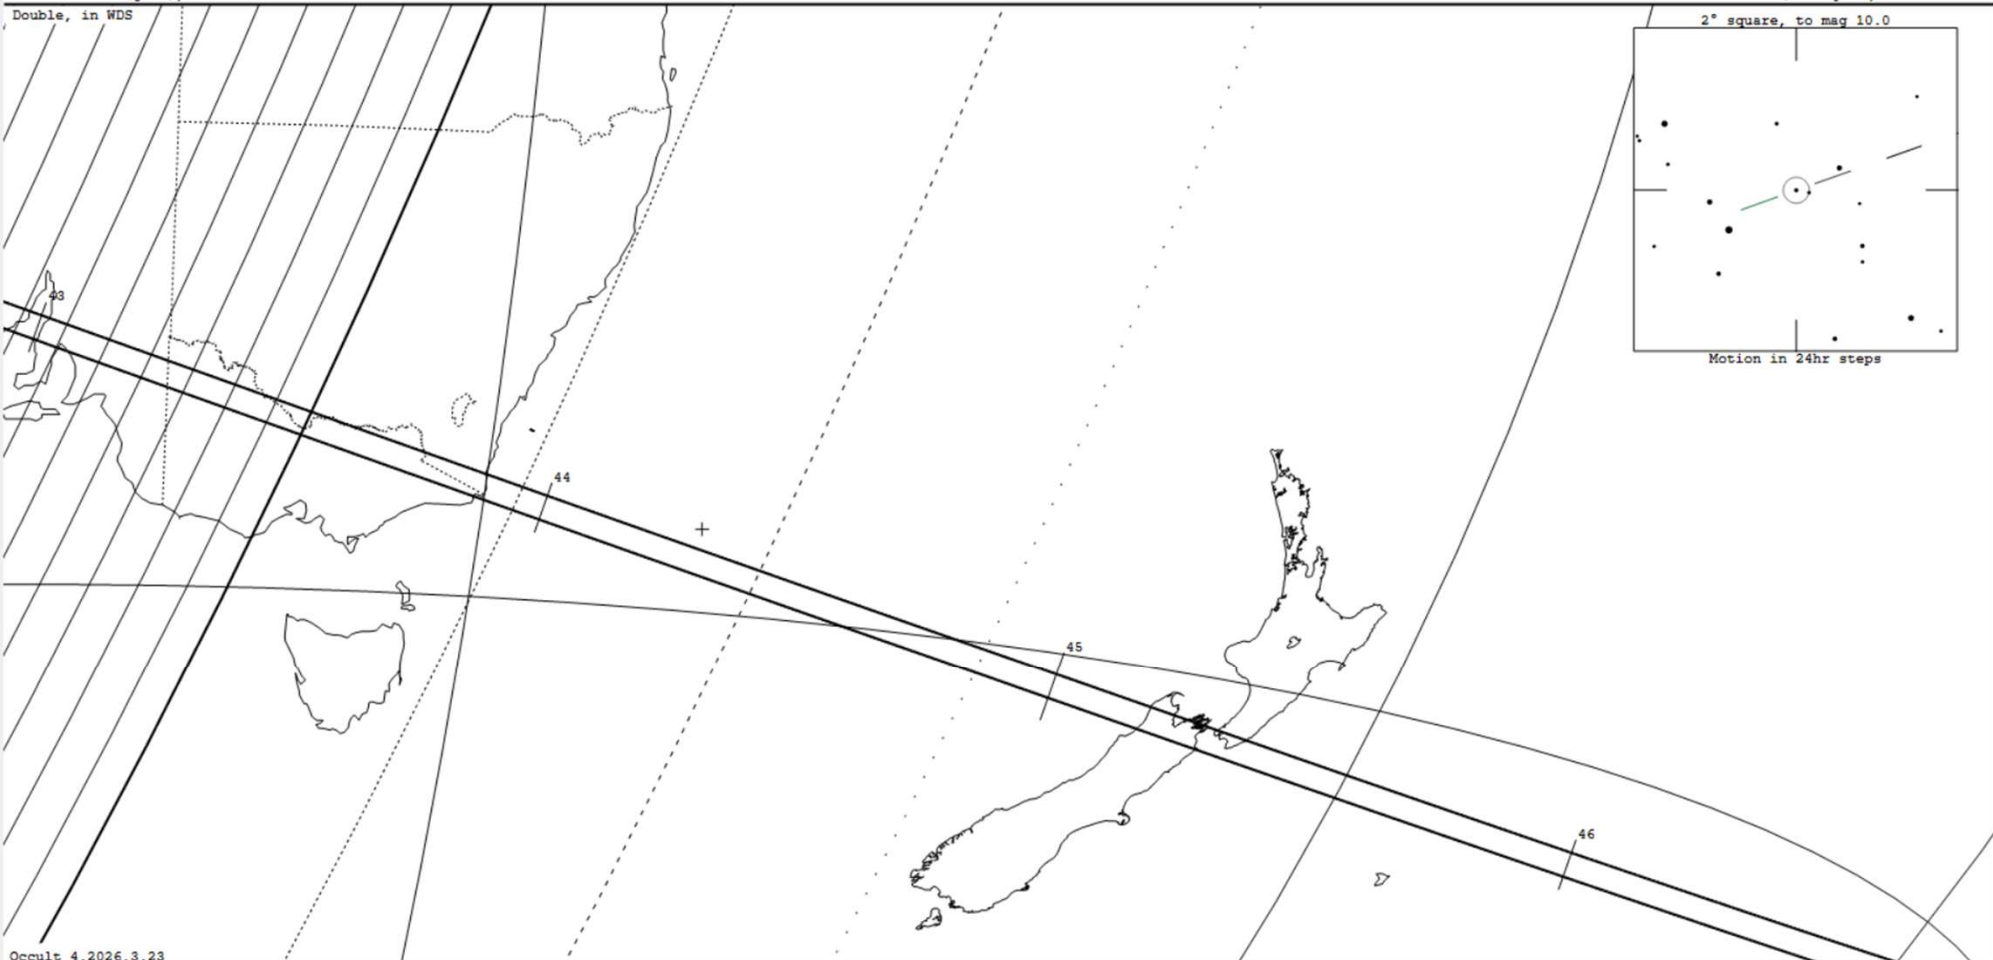 Double, in WDS
2° square, to mag 10.0
43
Motion in 24hr steps
44
45
46
Occult 4.2026.3.23